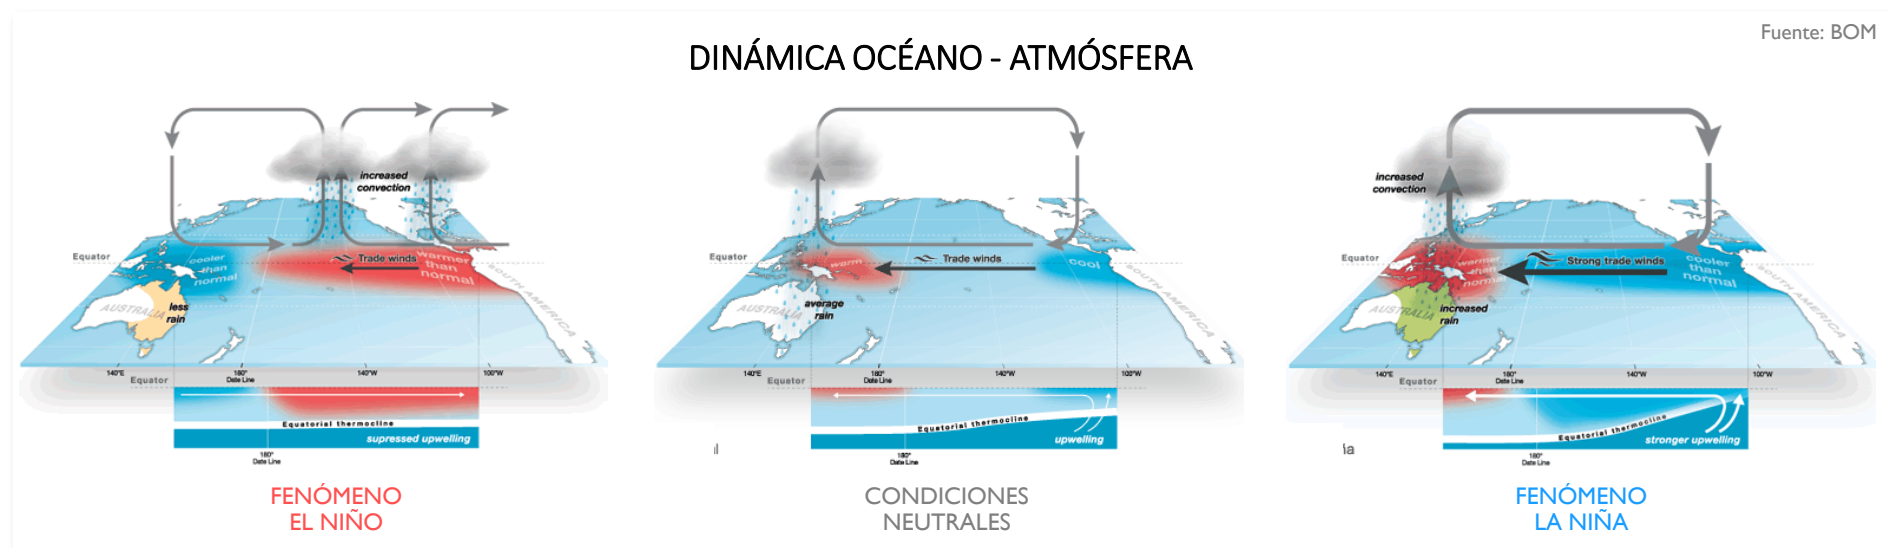 Fuente: BOM
DINÁMICA OCÉANO - ATMÓSFERA
increased
convection
Equator
cooler
than
normal
Trade winds
warmer
than
normal
AUSTRALIA
less
rain
SOUTH AMERICA
140°E
180°
Date Line
140°W
100°W
Equator
Equatorial thermocline
supressed upwelling
180°
Date Line
FENÓMENO
EL NIÑO
Equator
warm
Trade winds
cool
AUSTRALIA
average
rain
SOUTH AMERICA
140°E
180°
Date Line
140°W
100°W
Equator
Equatorial thermocline
upwelling
180°
Date Line
CONDICIONES
NEUTRALES
increased
convection
Equator
warmer
than
normal
Strong trade winds
cooler
than
normal
AUSTRALIA
increased
rain
SOUTH AMERICA
140°E
180°
Date Line
140°W
100°W
Equator
Equatorial thermocline
stronger upwelling
ña
180°
Date Line
FENÓMENO
LA NIÑA